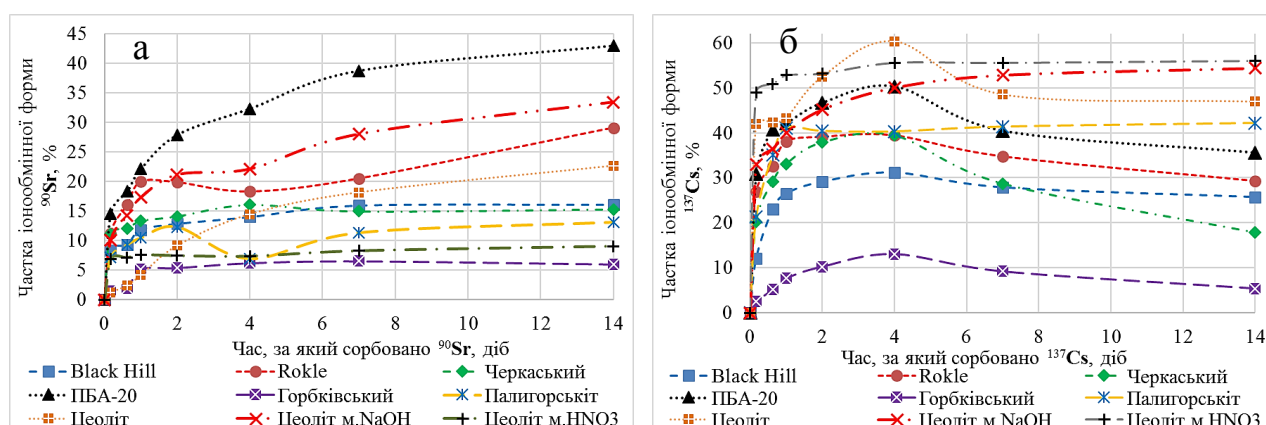 а
Частка іонообмінної форми
⁹⁰Sr, %
45
40
35
30
25
20
15
10
5
0
0 2 4 6 8 10 12 14
Час, за який сорбовано ⁹⁰Sr, діб
Black Hill Rokle Черкаський
ПБА-20 Горбківський Палигорськіт
Цеоліт Цеоліт м.NaOH Цеоліт м.HNO3
б
Частка іонообмінної форми
¹³⁷Cs, %
60
50
40
30
20
10
0
0 2 4 6 8 10 12 14
Час, за який сорбовано ¹³⁷Cs, діб
Black Hill Rokle Черкаський
ПБА-20 Горбківський Палигорськіт
Цеоліт Цеоліт м.NaOH Цеоліт м.HNO3